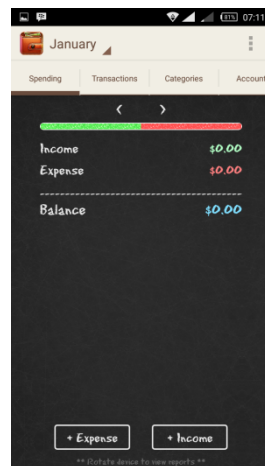 81% 07:11
January
Spending Transactions Categories Account
Income $0.00
Expense $0.00
Balance $0.00
+ Expense + Income
** Rotate device to view reports **